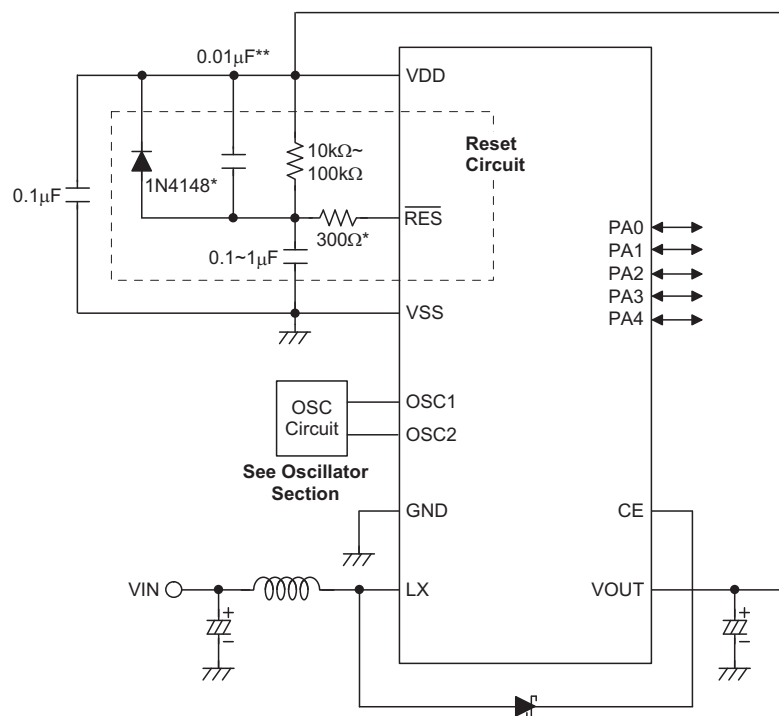 0.01µF**
VDD
Reset
Circuit
10kΩ~
100kΩ
1N4148*
0.1µF
RES
300Ω*
0.1~1µF
VSS
PA0
PA1
PA2
PA3
PA4
OSC
Circuit
OSC1
OSC2
See Oscillator
Section
GND
CE
VIN
LX
VOUT
+
-
+
-